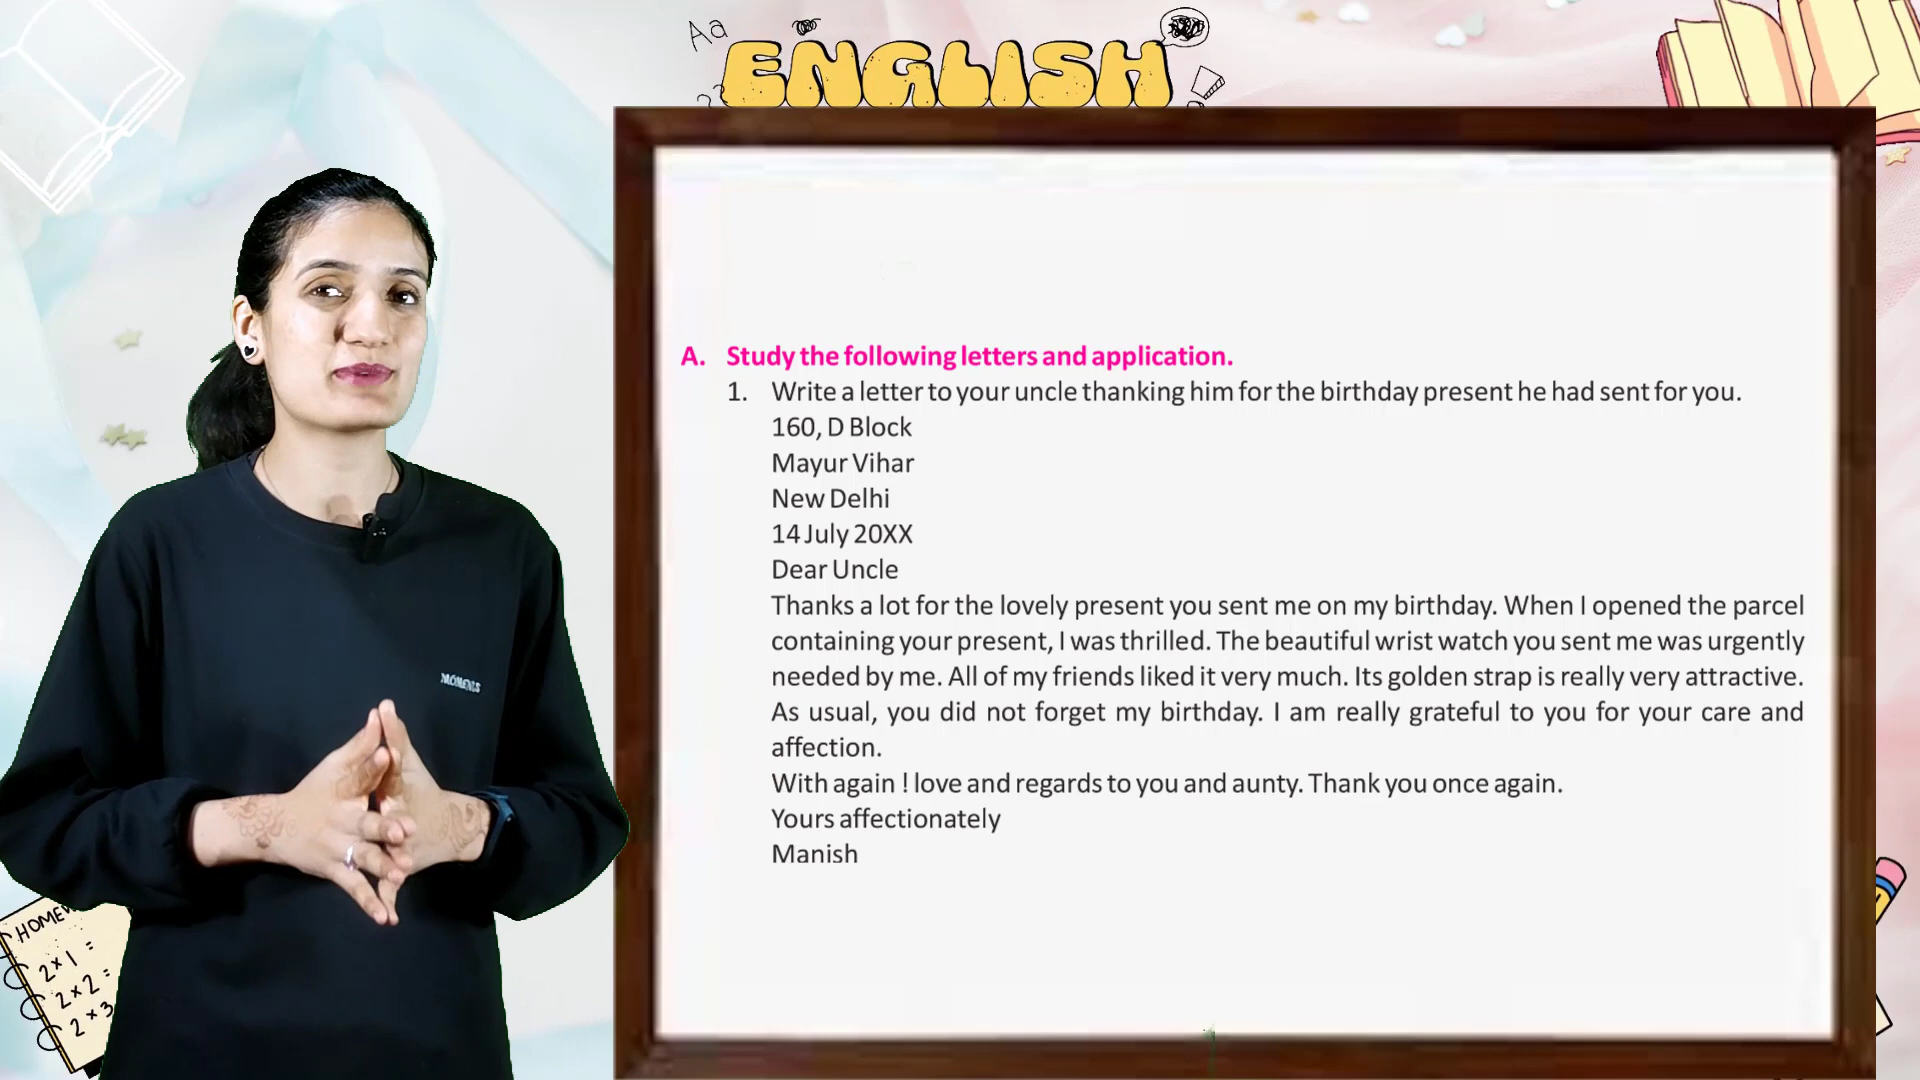 Aa
ENGLISH
A. Study the following letters and application.
1. Write a letter to your uncle thanking him for the birthday present he had sent for you.
160, D Block
Mayur Vihar
New Delhi
14 July 20XX
Dear Uncle
Thanks a lot for the lovely present you sent me on my birthday. When I opened the parcel
containing your present, I was thrilled. The beautiful wrist watch you sent me was urgently
needed by me. All of my friends liked it very much. Its golden strap is really very attractive.
As usual, you did not forget my birthday. I am really grateful to you for your care and
affection.
With again ! love and regards to you and aunty. Thank you once again.
Yours affectionately
Manish
MOMENTS
HOMEW
2×1 =
2×2 =
2×3